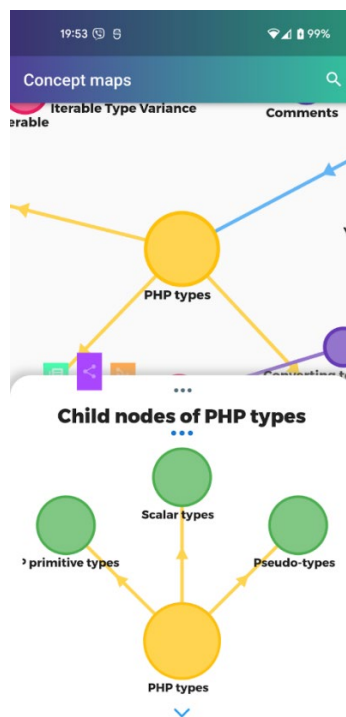 19:53
99%
Concept maps
Iterable Type Variance
erable
Comments
PHP types
Converting t
Child nodes of PHP types
Scalar types
primitive types
Pseudo-types
PHP types